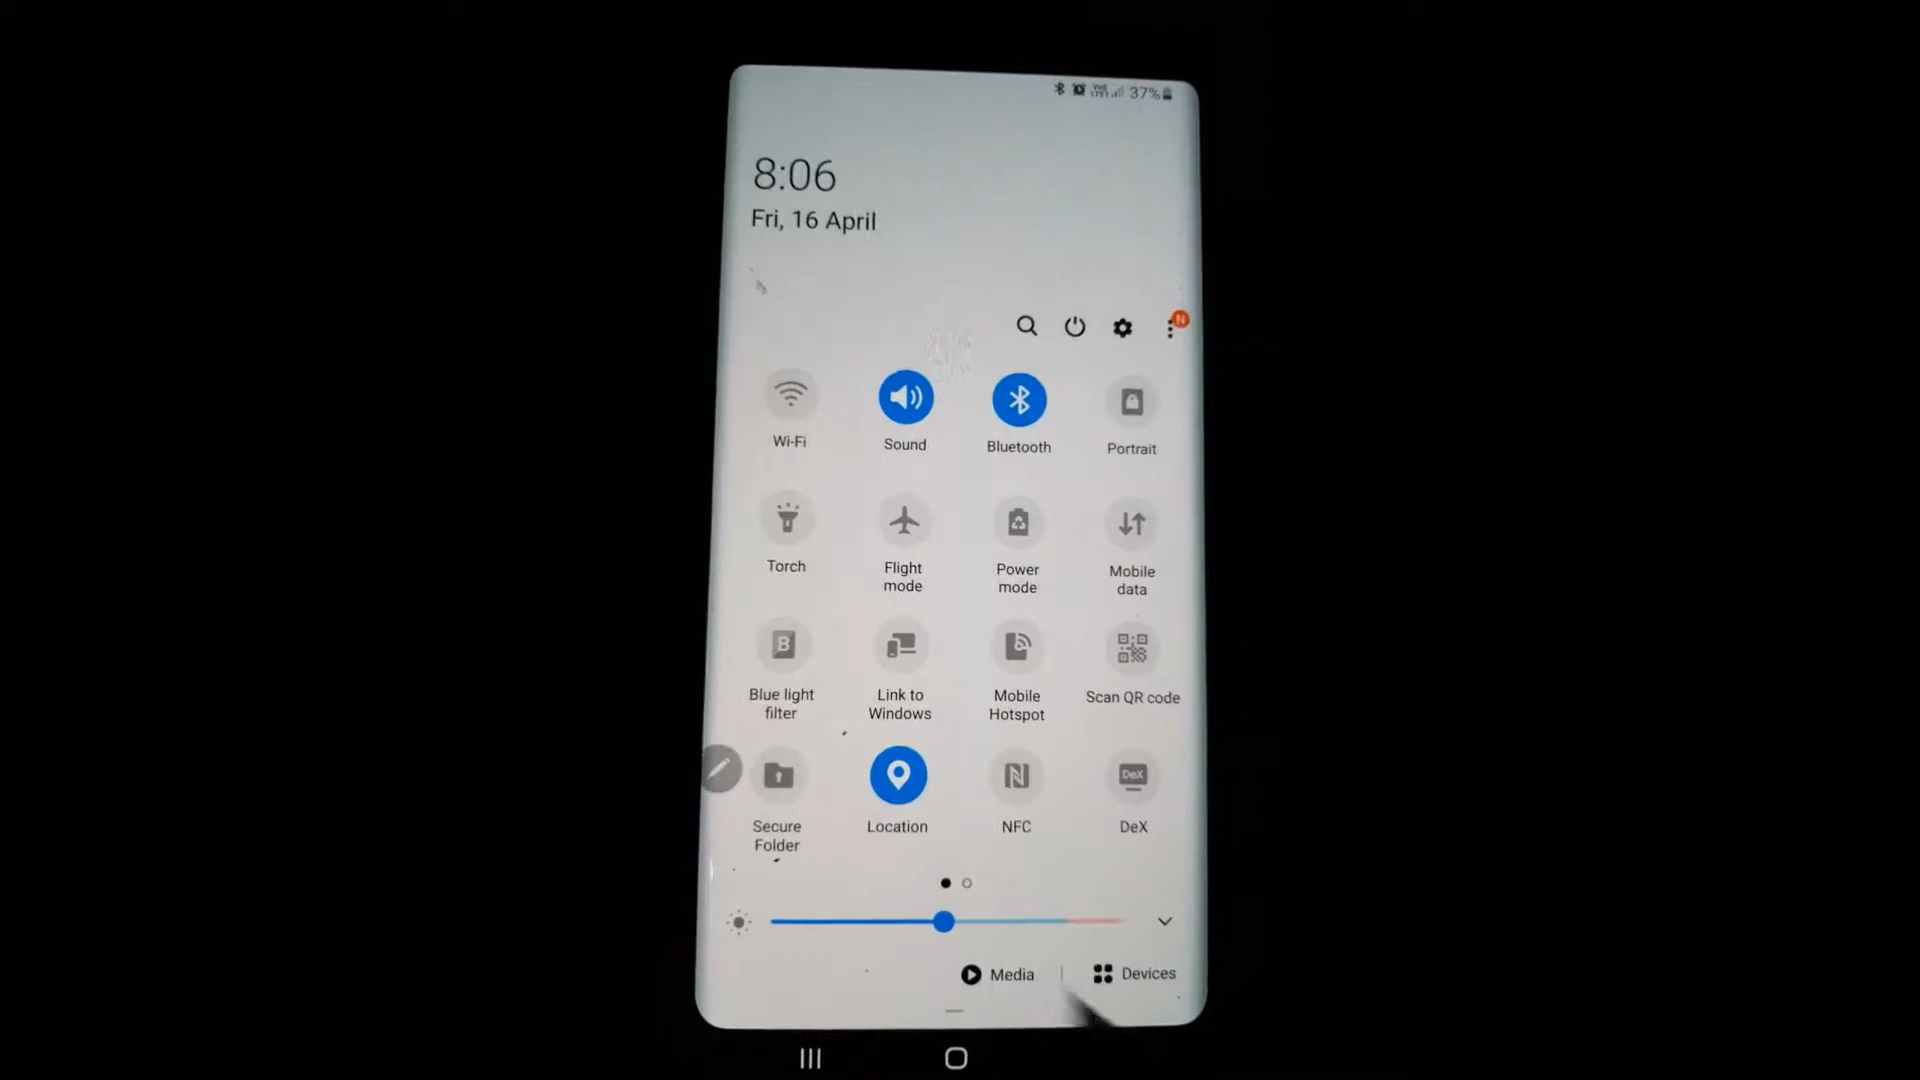 37%
8:06
Fri, 16 April
N
Wi-Fi
Sound
Bluetooth
Portrait
Torch
Flight
mode
Power
mode
Mobile
data
B
Blue light
filter
Link to
Windows
Mobile
Hotspot
Scan QR code
Secure
Folder
Location
NFC
DeX
DeX
Media
Devices